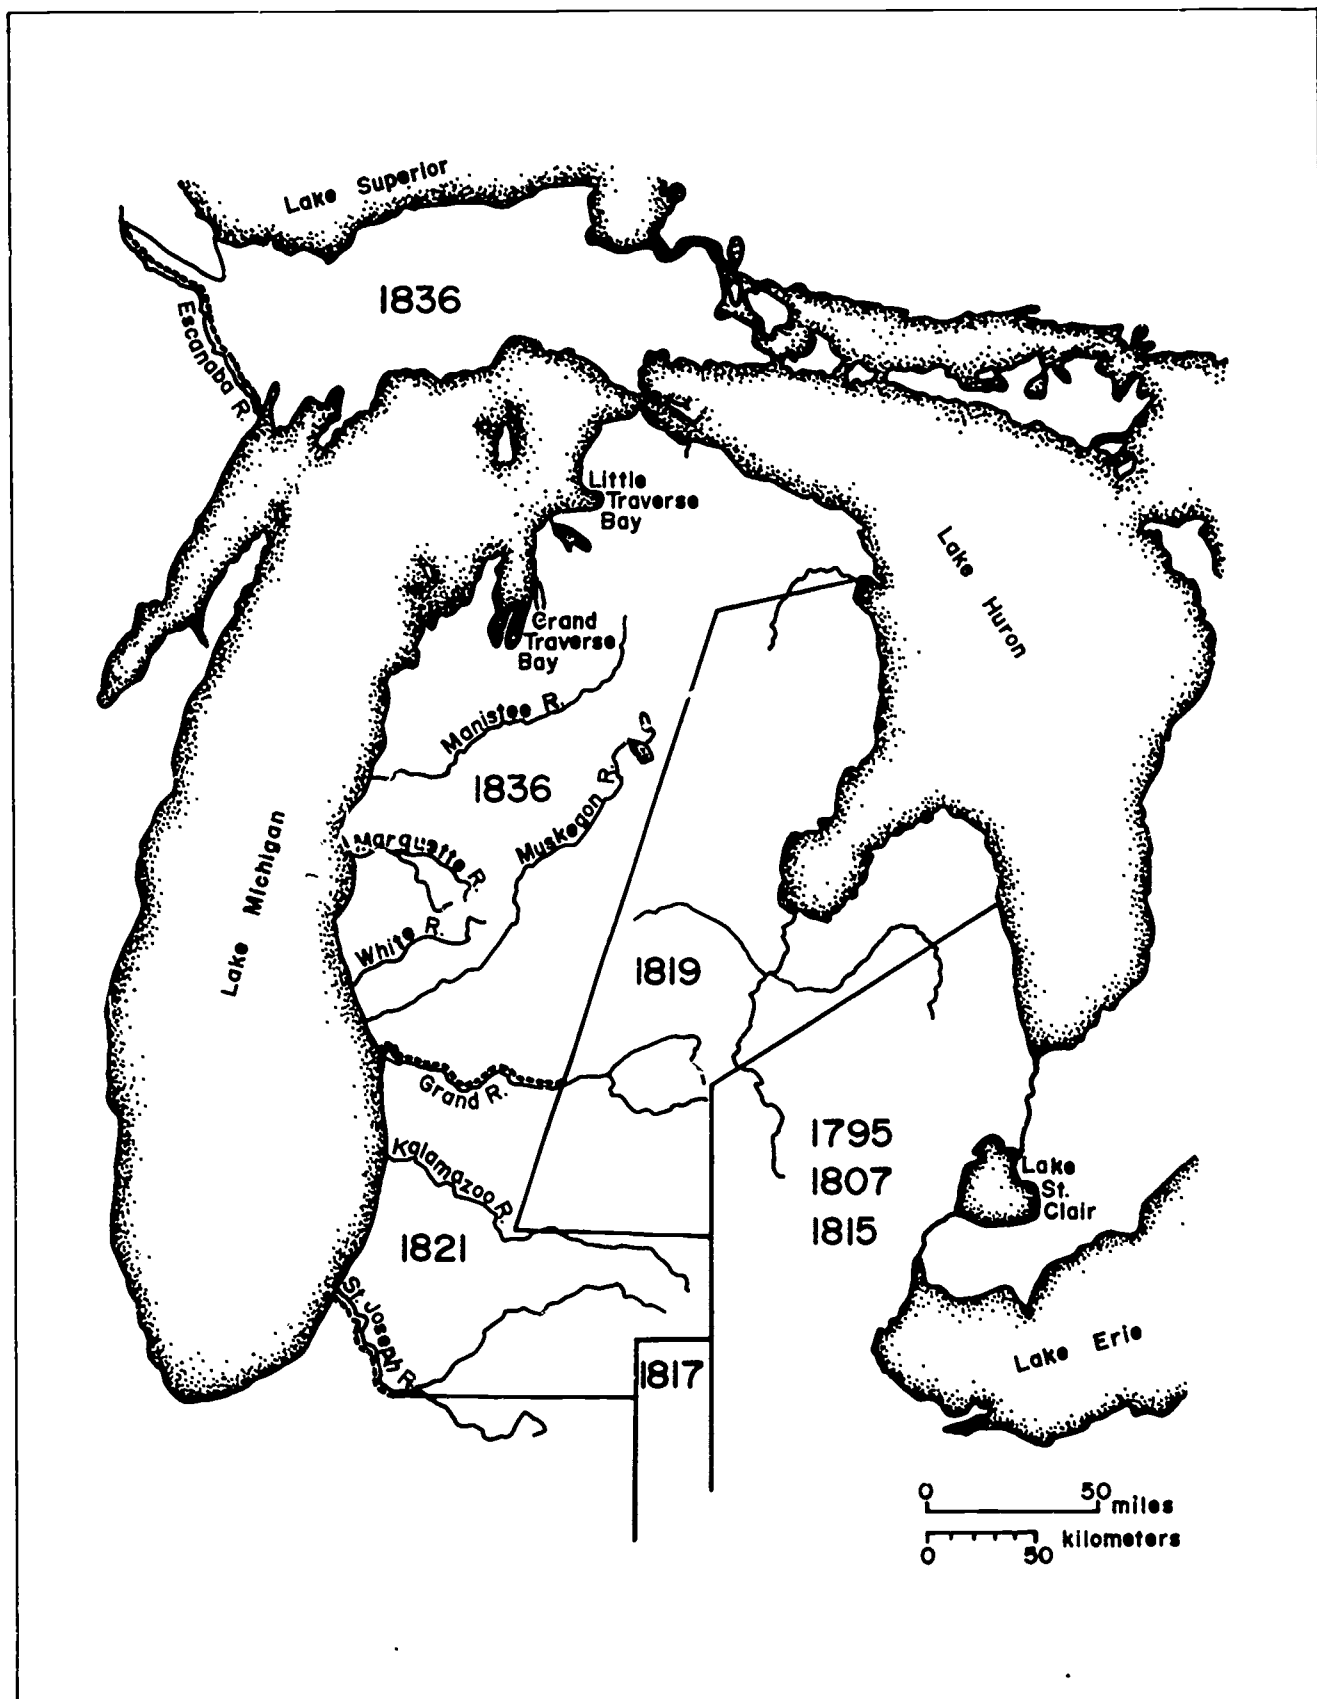 Lake Superior
1836
Escanaba R.
Little
Traverse
Bay
Lake Huron
Grand
Traverse
Bay
Manistee R.
1836
Muskegon R.
Lake Michigan
Marquette R.
White R.
1819
Grand R.
1795
1807
1815
Kalamazoo R.
Lake
St.
Clair
1821
St. Joseph R.
Lake Erie
1817
0 50 miles
kilometers
0 50